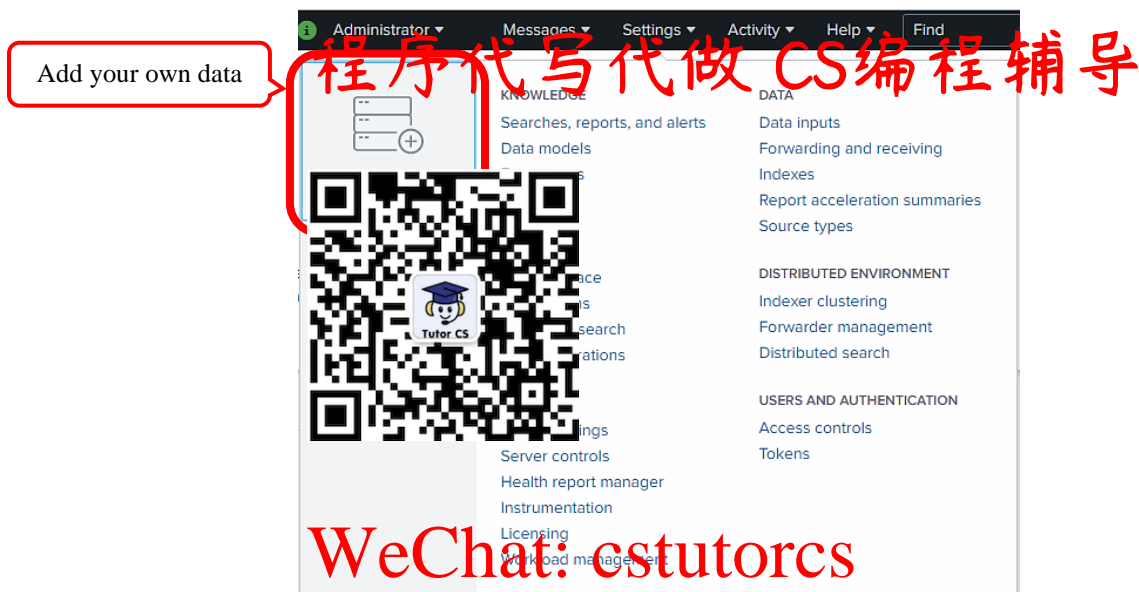 Administrator Messages Settings Activity Help Find
程序代写代做 CS编程辅导
Add your own data
KNOWLEDGE
Searches, reports, and alerts
Data models
Tutor CS
search
Server controls
Health report manager
Instrumentation
Licensing
Workload management
DATA
Data inputs
Forwarding and receiving
Indexes
Report acceleration summaries
Source types
DISTRIBUTED ENVIRONMENT
Indexer clustering
Forwarder management
Distributed search
USERS AND AUTHENTICATION
Access controls
Tokens
WeChat: cstutorcs